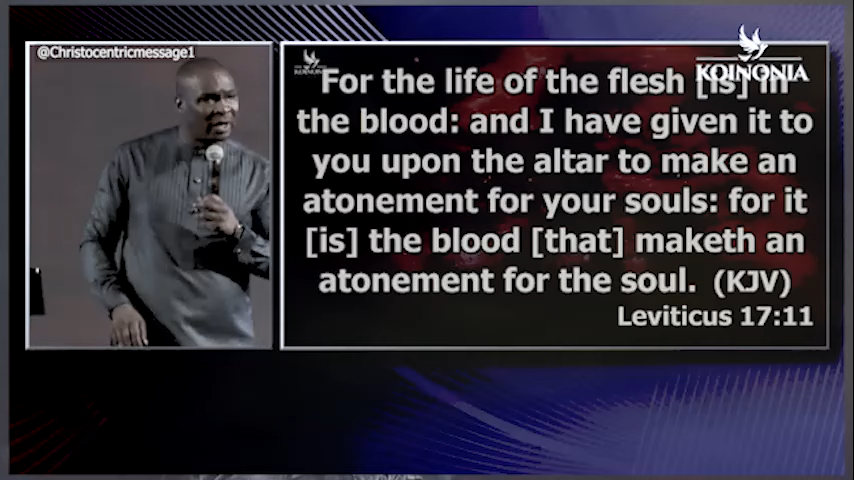 @Christocentricmessage1
KOINONIA
KOINONIA
For the life of the flesh [is] in
the blood: and I have given it to
you upon the altar to make an
atonement for your souls: for it
[is] the blood [that] maketh an
atonement for the soul. (KJV)
Leviticus 17:11